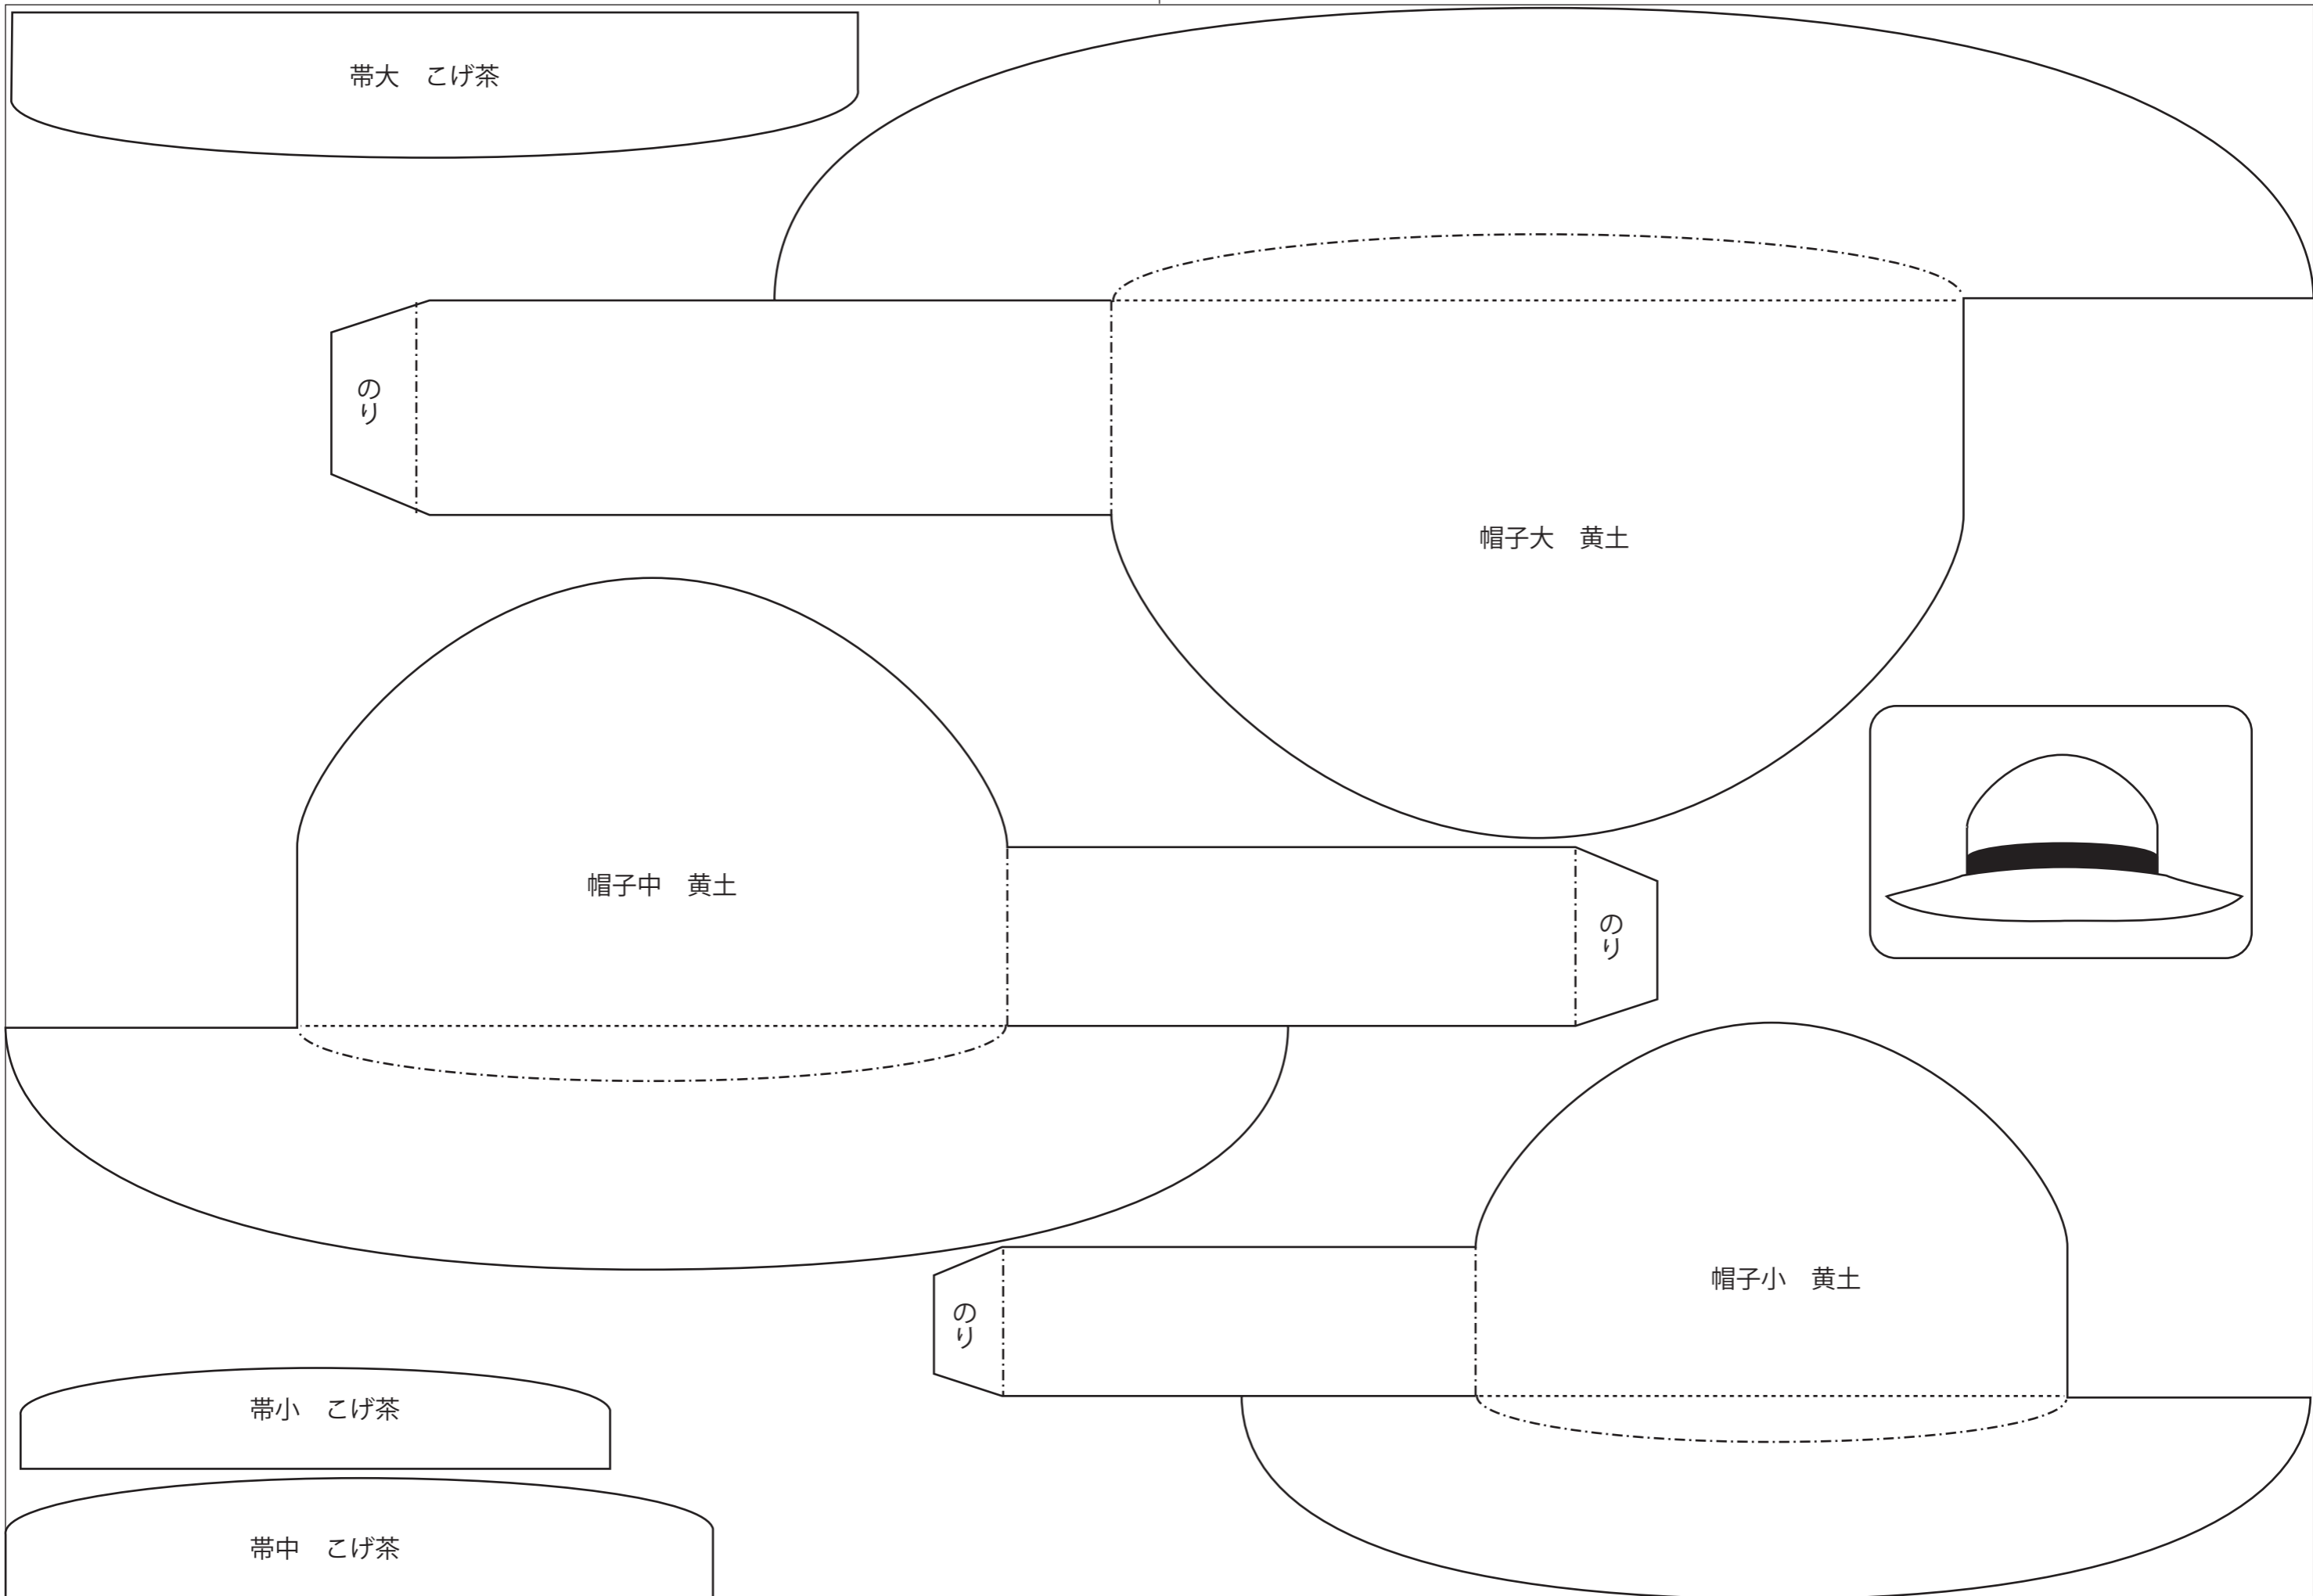 帯大　こげ茶
のり
帽子大　黄土
帽子中　黄土
のり
帽子小　黄土
のり
帯小　こげ茶
帯中　こげ茶